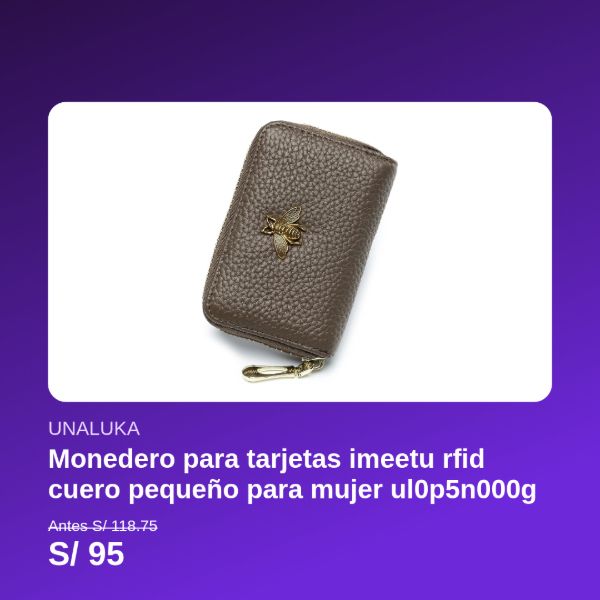 UNALUKA
Monedero para tarjetas imeetu rfid
cuero pequeño para mujer ul0p5n000g
Antes S/ 118.75
S/ 95